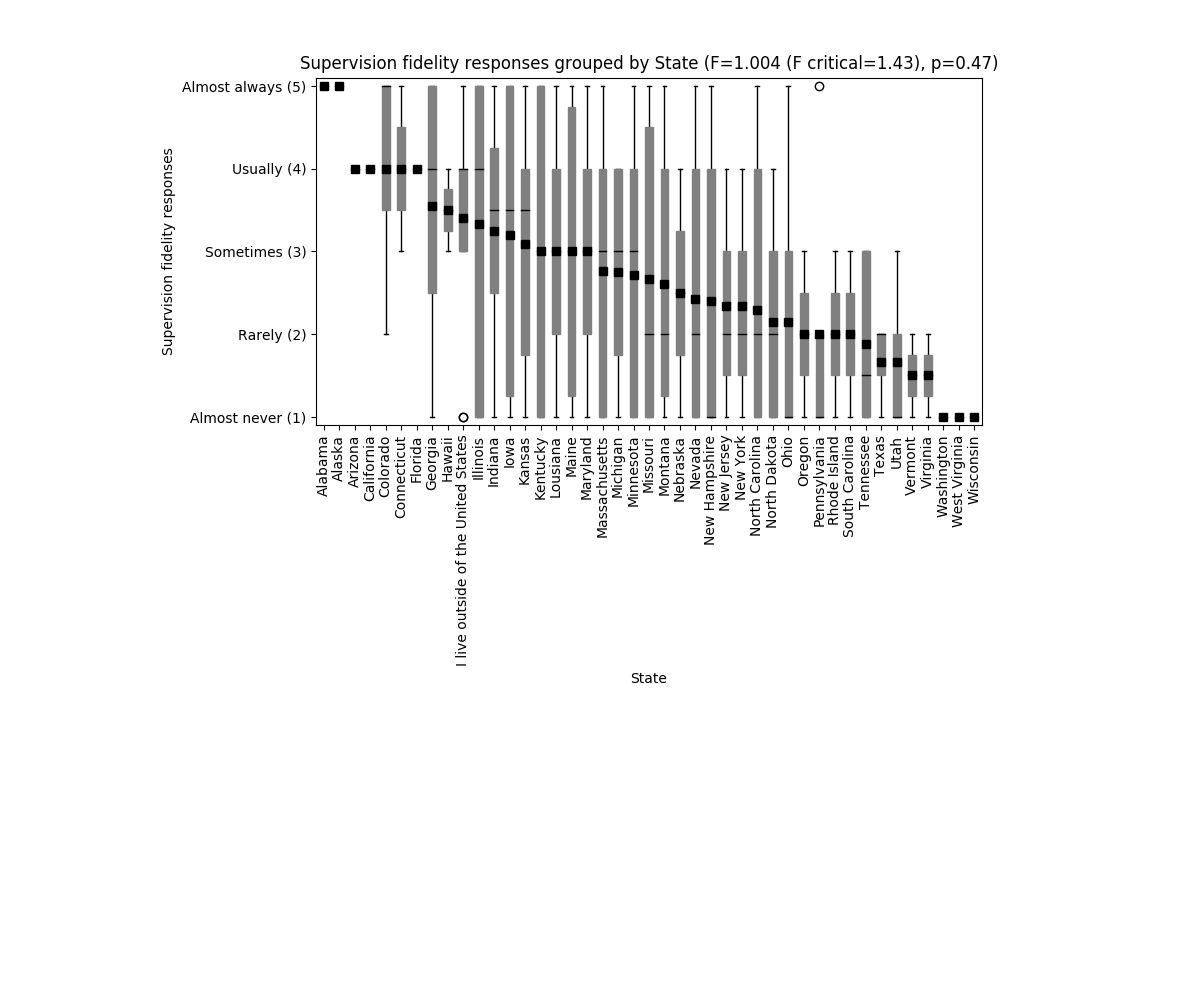 Supervision fidelity responses grouped by State (F=1.004 (F critical=1.43), p=0.47)
Supervision fidelity responses
Almost always (5)
Usually (4)
Sometimes (3)
Rarely (2)
Almost never (1)
Alabama
Alaska
Arizona
California
Colorado
Connecticut
Florida
Georgia
Hawaii
I live outside of the United States
Illinois
Indiana
Iowa
Kansas
Kentucky
Lousiana
Maine
Maryland
Massachusetts
Michigan
Minnesota
Missouri
Montana
Nebraska
Nevada
New Hampshire
New Jersey
New York
North Carolina
North Dakota
Ohio
Oregon
Pennsylvania
Rhode Island
South Carolina
Tennessee
Texas
Utah
Vermont
Virginia
Washington
West Virginia
Wisconsin
State